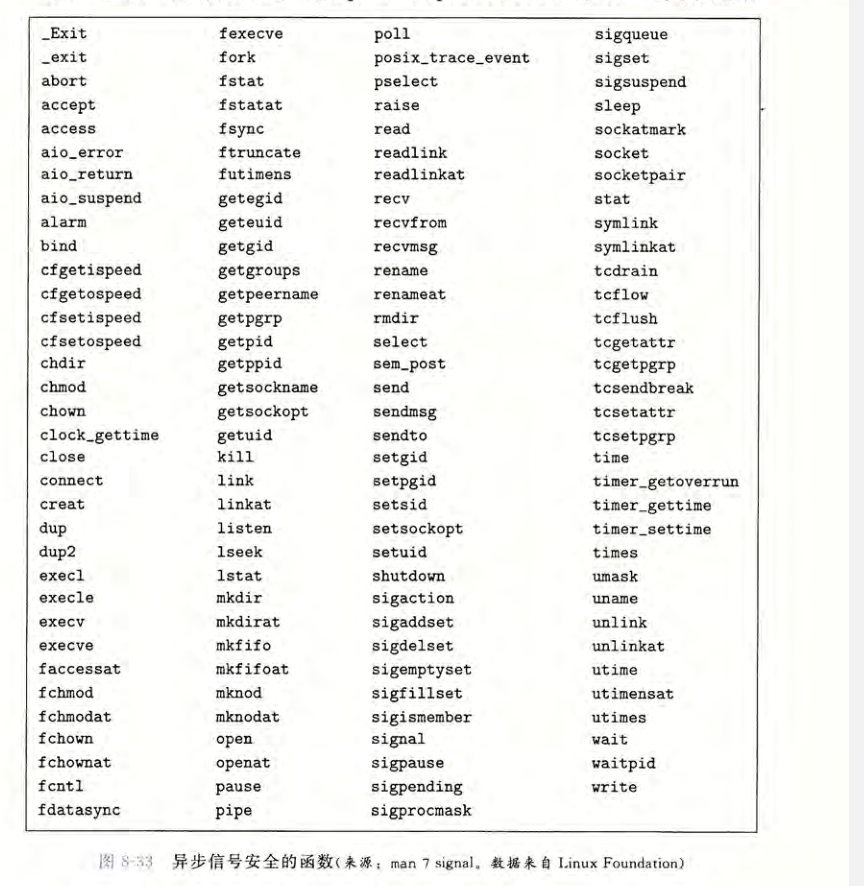 _Exit fexecve poll sigqueue
_exit fork posix_trace_event sigset
abort fstat pselect sigsuspend
accept fstatat raise sleep
access fsync read sockatmark
aio_error ftruncate readlink socket
aio_return futimens readlinkat socketpair
aio_suspend getegid recv stat
alarm geteuid recvfrom symlink
bind getgid recvmsg symlinkat
cfgetispeed getgroups rename tcdrain
cfgetospeed getpeername renameat tcflow
cfsetispeed getpgrp rmdir tcflush
cfsetospeed getpid select tcgetattr
chdir getppid sem_post tcgetpgrp
chmod getsockname send tcsendbreak
chown getsockopt sendmsg tcsetattr
clock_gettime getuid sendto tcsetpgrp
close kill setgid time
connect link setpgid timer_getoverrun
creat linkat setsid timer_gettime
dup listen setsockopt timer_settime
dup2 lseek setuid times
execl lstat shutdown umask
execle mkdir sigaction uname
execv mkdirat sigaddset unlink
execve mkfifo sigdelset unlinkat
faccessat mkfifoat sigemptyset utime
fchmod mknod sigfillset utimensat
fchmodat mknodat sigismember utimes
fchown open signal wait
fchownat openat sigpause waitpid
fcntl pause sigpending write
fdatasync pipe sigprocmask
图 8-33 异步信号安全的函数(来源：man 7 signal。数据来自 Linux Foundation)